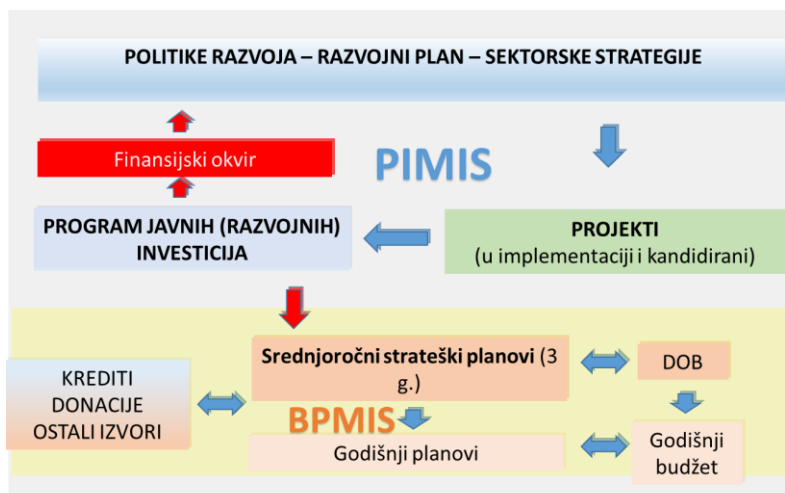 POLITIKE RAZVOJA – RAZVOJNI PLAN – SEKTORSKE STRATEGIJE
Finansijski okvir
PIMIS
PROGRAM JAVNIH (RAZVOJNIH)
INVESTICIJA
PROJEKTI
(u implementaciji i kandidirani)
Srednjoročni strateški planovi (3
g.)
DOB
KREDITI
DONACIJE
OSTALI IZVORI
BPMIS
Godišnji planovi
Godišnji
budžet